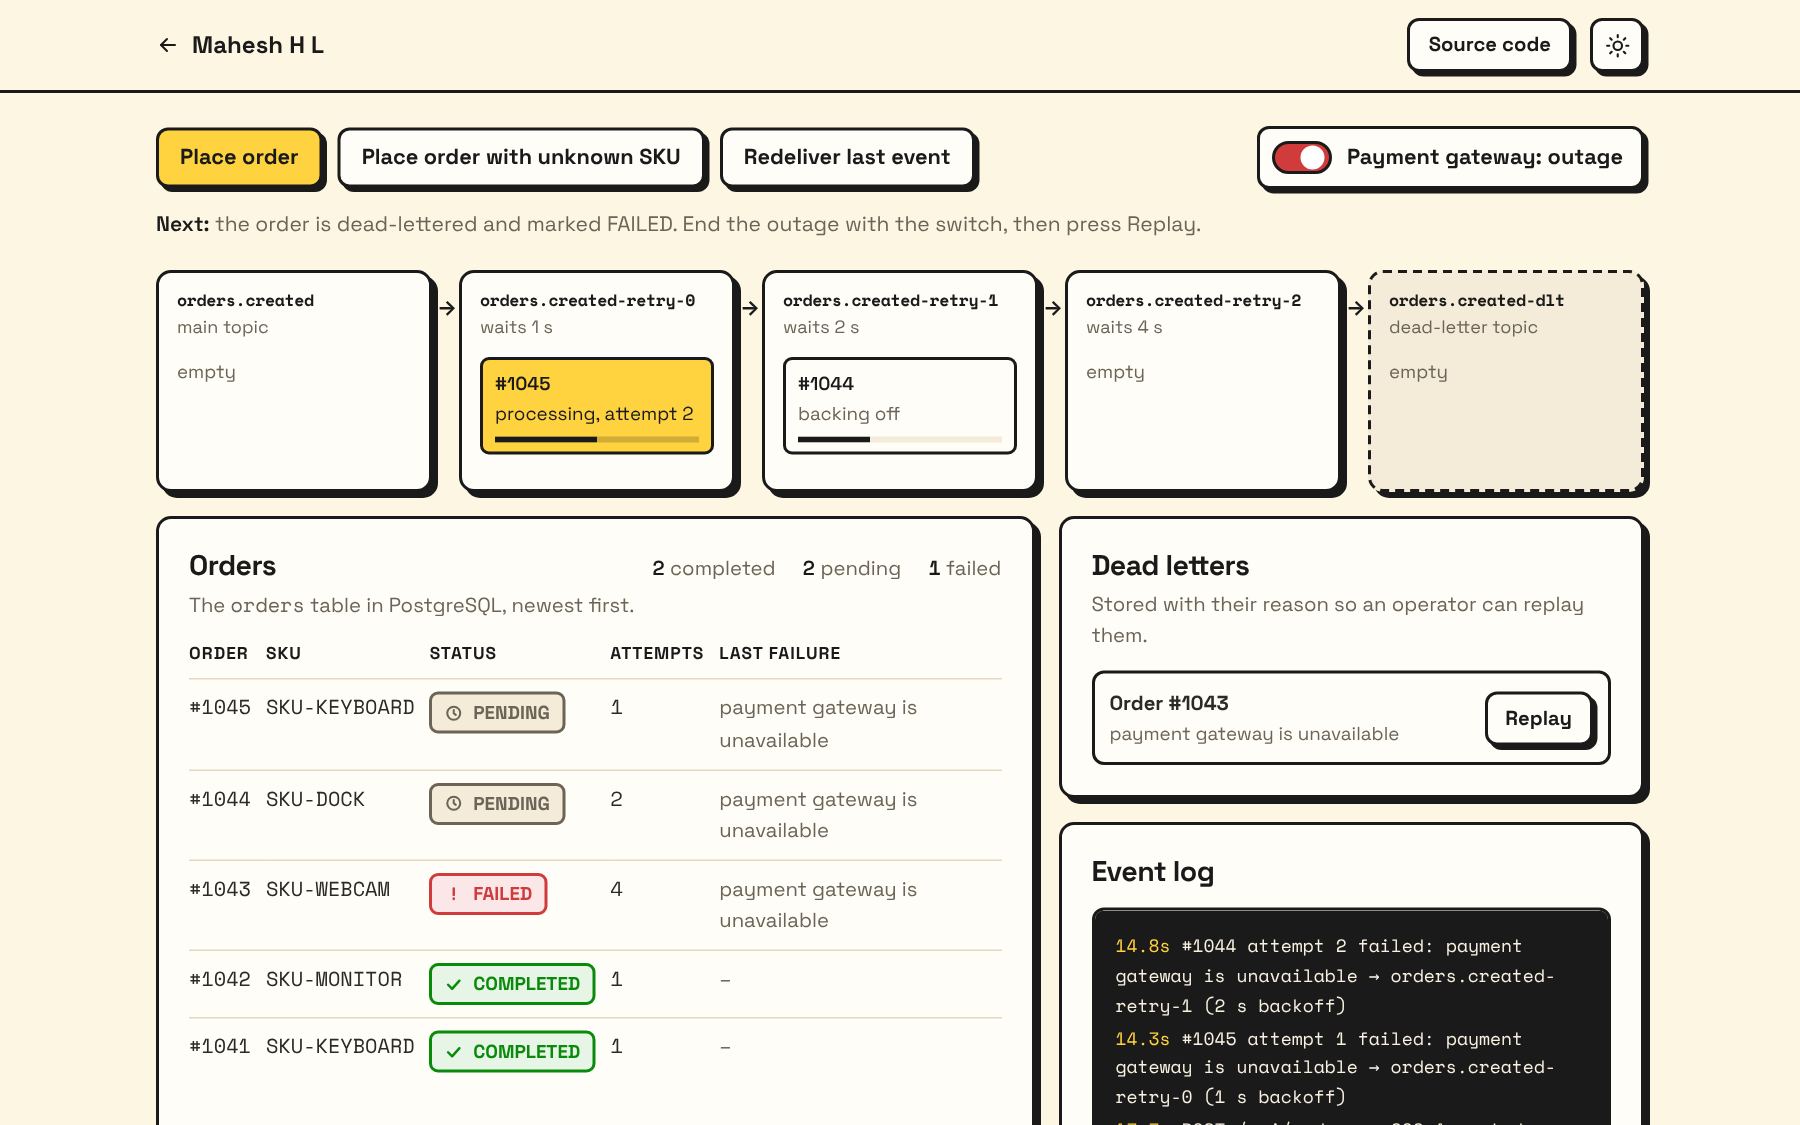 ← Mahesh H L
Source code
Place order
Place order with unknown SKU
Redeliver last event
Payment gateway: outage
Next: the order is dead-lettered and marked FAILED. End the outage with the switch, then press Replay.
orders.created
main topic
empty
→
orders.created-retry-0
waits 1 s
#1045
processing, attempt 2
→
orders.created-retry-1
waits 2 s
#1044
backing off
→
orders.created-retry-2
waits 4 s
empty
→
orders.created-dlt
dead-letter topic
empty
Orders
2 completed 2 pending 1 failed
The orders table in PostgreSQL, newest first.
ORDER SKU STATUS ATTEMPTS LAST FAILURE
#1045 SKU-KEYBOARD PENDING 1 payment gateway is
unavailable
#1044 SKU-DOCK PENDING 2 payment gateway is
unavailable
#1043 SKU-WEBCAM ! FAILED 4 payment gateway is
unavailable
#1042 SKU-MONITOR ✓ COMPLETED 1 –
#1041 SKU-KEYBOARD ✓ COMPLETED 1 –
Dead letters
Stored with their reason so an operator can replay
them.
Order #1043
payment gateway is unavailable
Replay
Event log
14.8s #1044 attempt 2 failed: payment
gateway is unavailable → orders.created-
retry-1 (2 s backoff)
14.3s #1045 attempt 1 failed: payment
gateway is unavailable → orders.created-
retry-0 (1 s backoff)